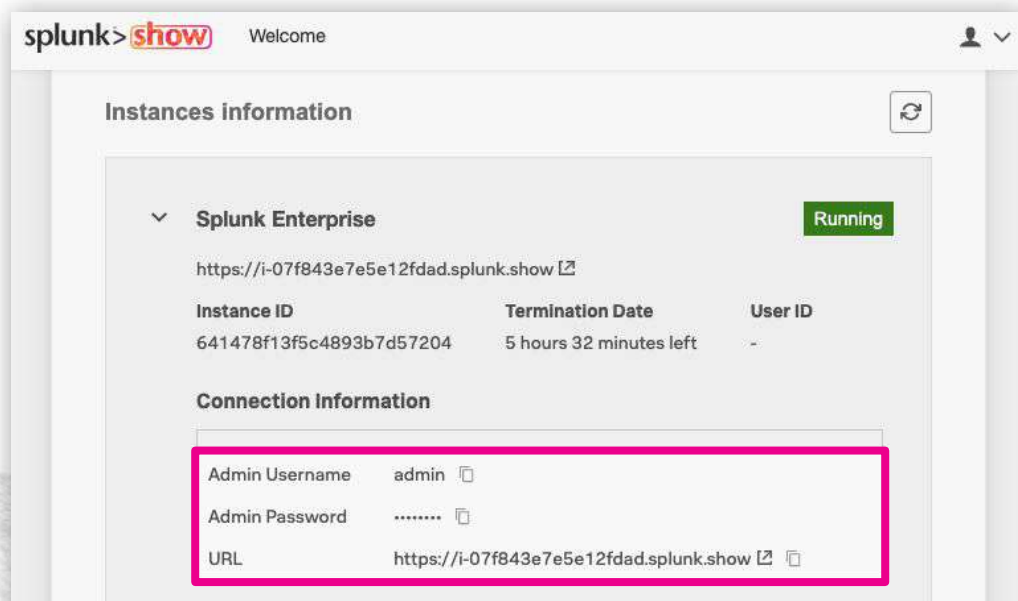 splunk>show Welcome
Instances information
Splunk Enterprise Running
https://i-07f843e7e5e12fdad.splunk.show
Instance ID Termination Date User ID
641478f13f5c4893b7d57204 5 hours 32 minutes left -
Connection Information
Admin Username admin
Admin Password ••••••••
URL https://i-07f843e7e5e12fdad.splunk.show